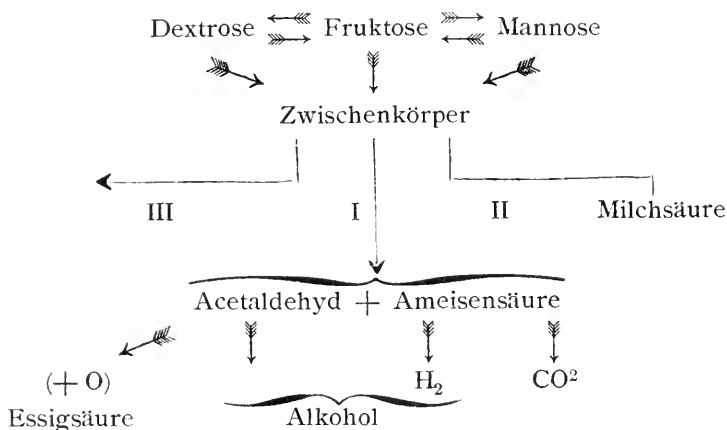 Dextrose Fruktose Mannose
Zwischenkörper
III I II Milchsäure
Acetaldehyd + Ameisensäure
(+ O) H₂ CO²
Essigsäure Alkohol